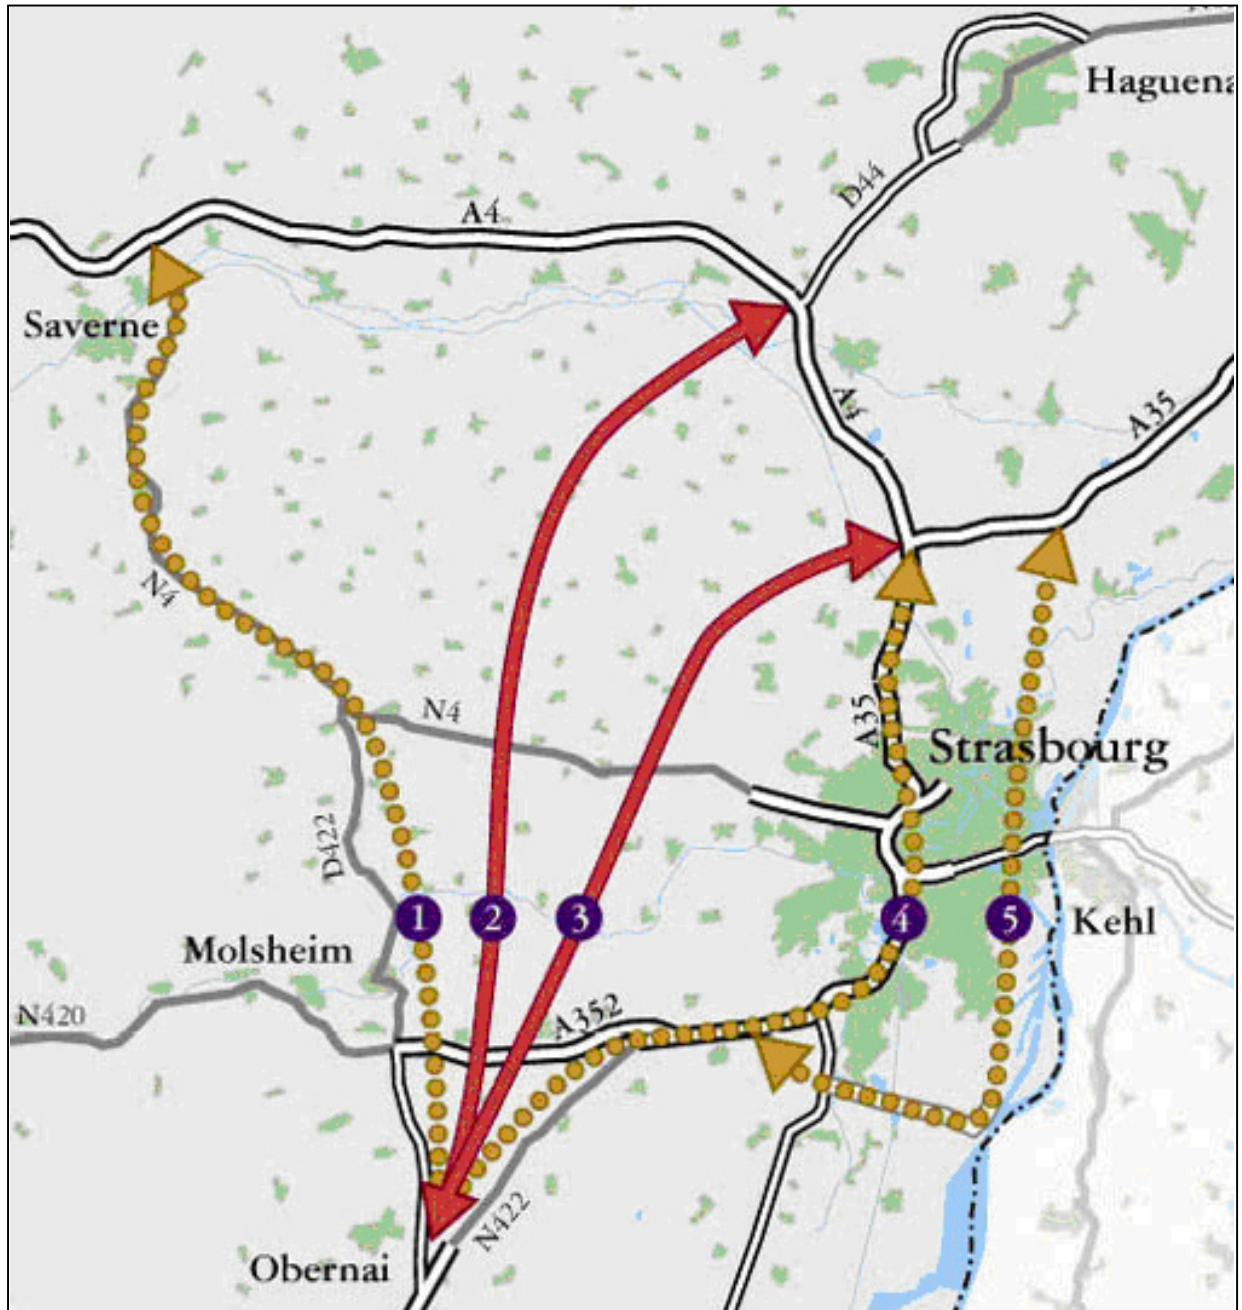 Haguena
D44
A4
Saverne
A4
A35
N4
N4
A35
Strasbourg
D422
1
2
3
4
5
Kehl
Molsheim
N420
A352
N422
Obernai